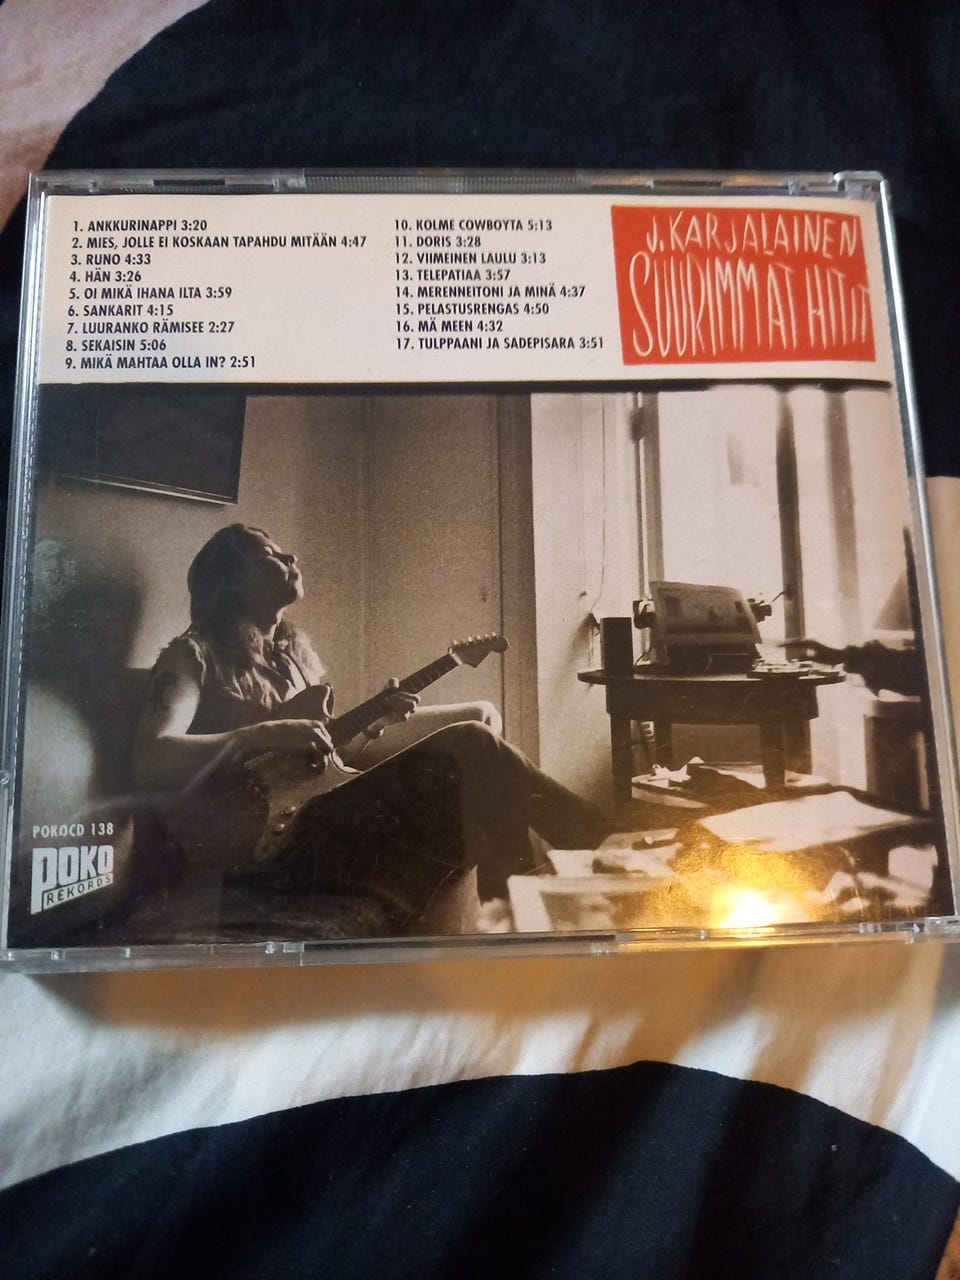 1. ANKKURINAPPI 3:20
2. MIES, JOLLE EI KOSKAAN TAPAHDU MITÄÄN 4:47
3. RUNO 4:33
4. HÄN 3:26
5. OI MIKÄ IHANA ILTA 3:59
6. SANKARIT 4:15
7. LUURANKO RÄMISEE 2:27
8. SEKAISIN 5:06
9. MIKÄ MAHTAA OLLA IN? 2:51
10. KOLME COWBOYTA 5:13
11. DORIS 3:28
12. VIIMEINEN LAULU 3:13
13. TELEPATIAA 3:57
14. MERENNEITONI JA MINÄ 4:37
15. PELASTUSRENGAS 4:50
16. MÄ MEEN 4:32
17. TULPPAANI JA SADEPISARA 3:51
J. KARJALAINEN
SUURIMMAT HITIT
POKOCD 138
POKO
REKORDS